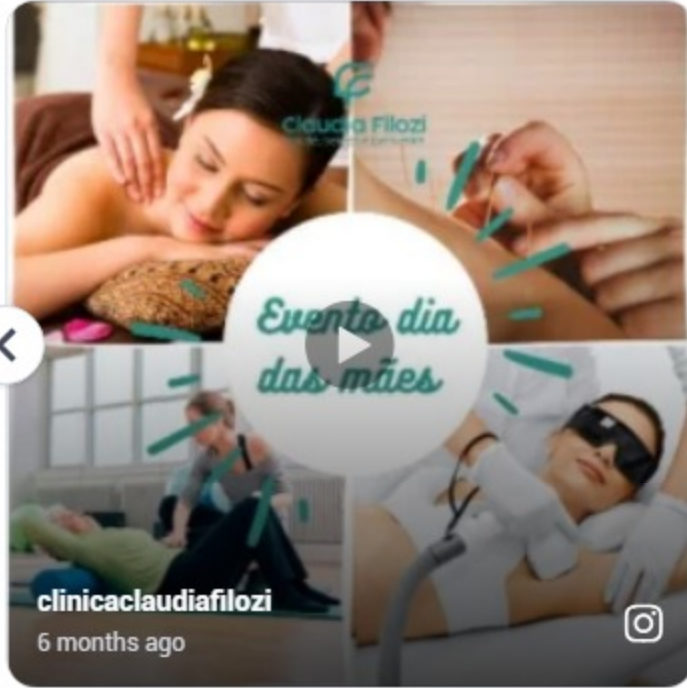 Claudia Filozi
Evento dia
das mães
clinicaclaudiafilozi
6 months ago